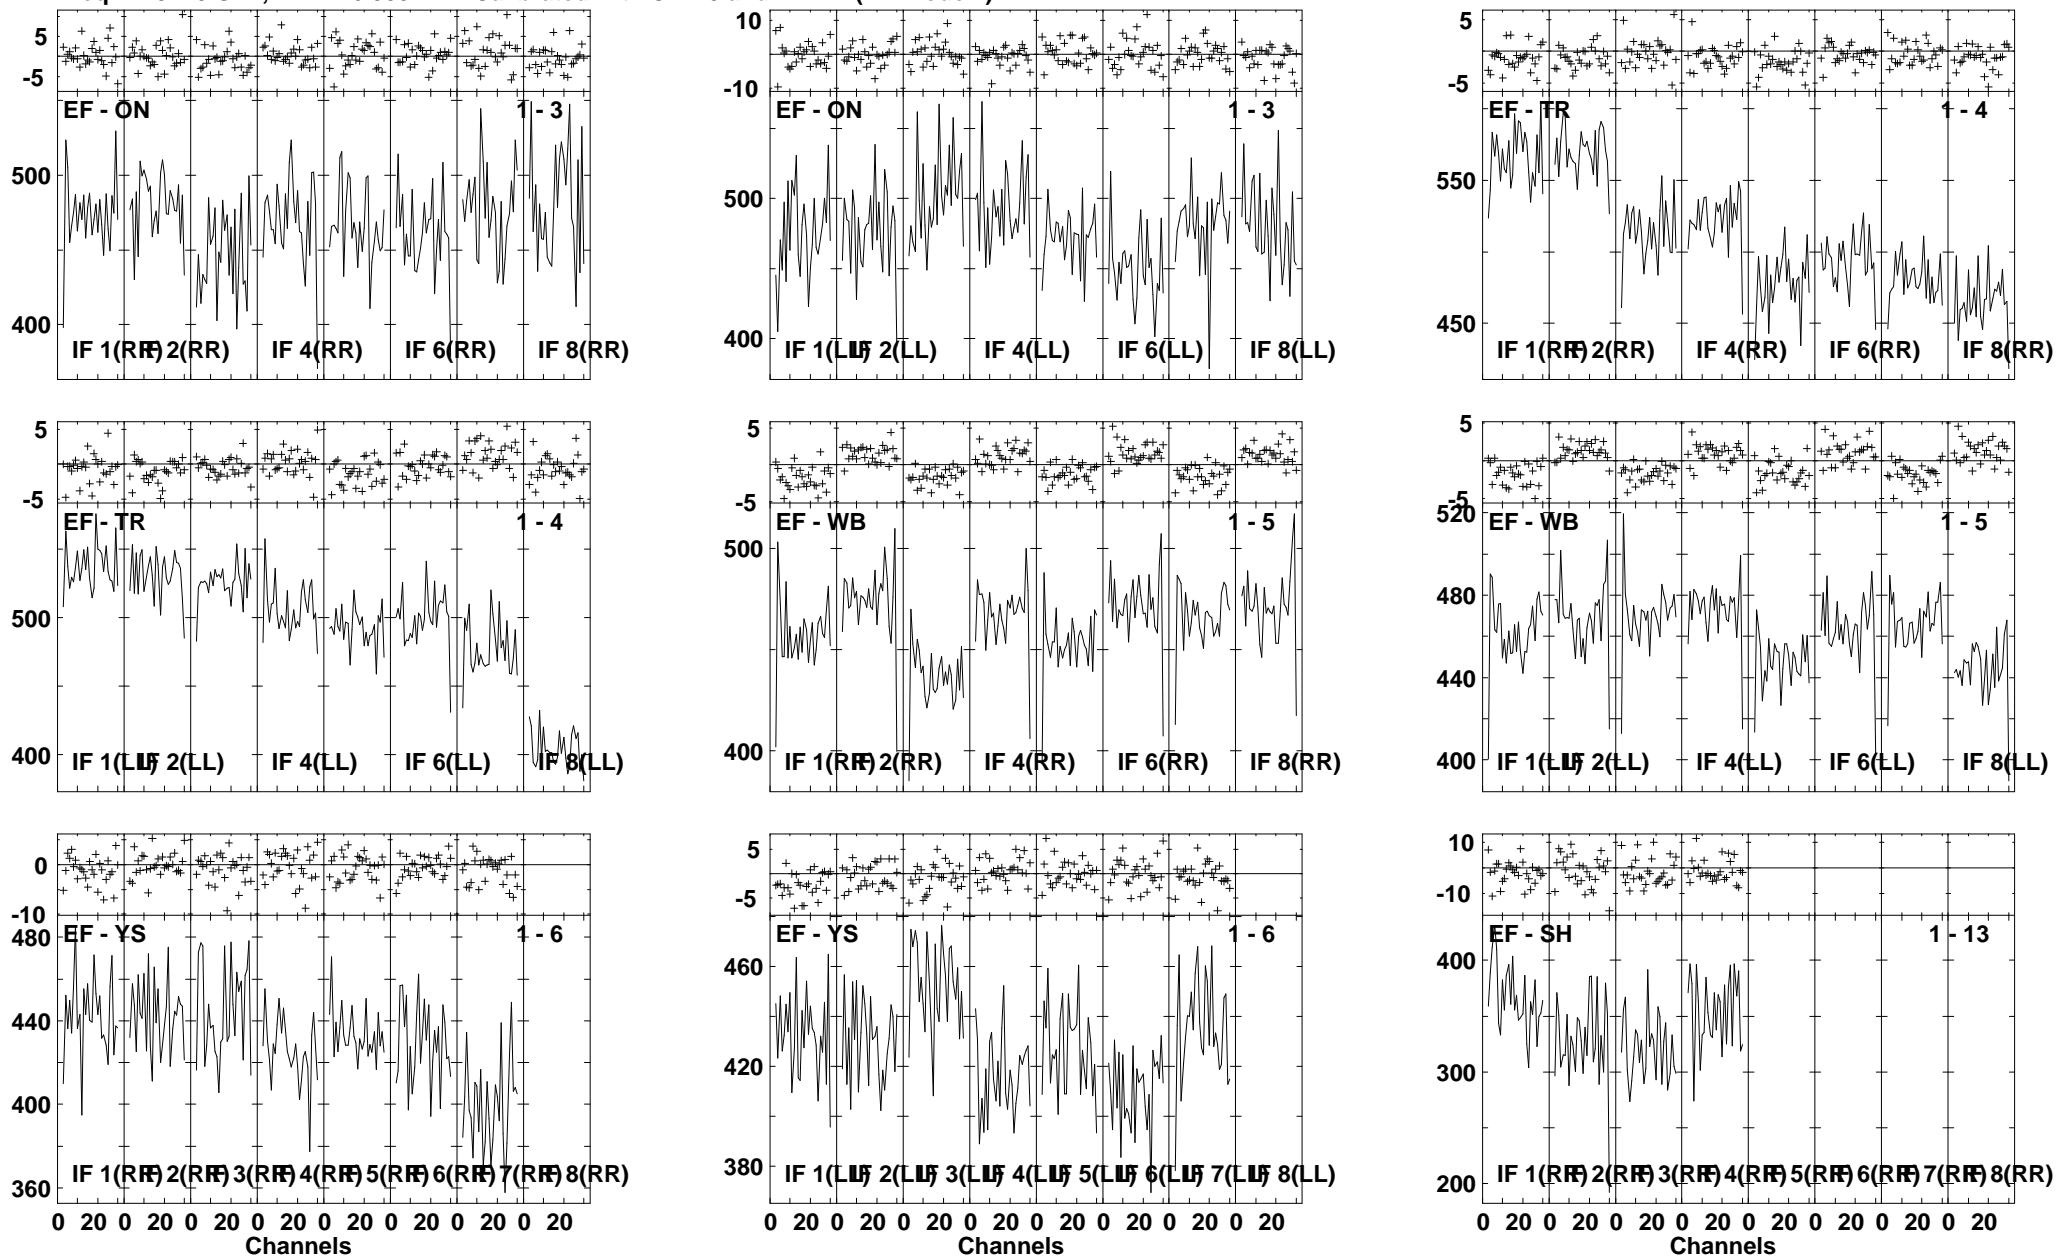 5
-5
EF - ON
1 - 3
500
400
IF 1(RR)
IF 2(RR)
IF 4(RR)
IF 6(RR)
IF 8(RR)
10
-10
EF - ON
1 - 3
500
400
IF 1(LL)
IF 2(LL)
IF 4(LL)
IF 6(LL)
IF 8(LL)
5
-5
EF - TR
1 - 4
550
450
IF 1(RR)
IF 2(RR)
IF 4(RR)
IF 6(RR)
IF 8(RR)
5
-5
EF - TR
1 - 4
500
400
IF 1(LL)
IF 2(LL)
IF 4(LL)
IF 6(LL)
IF 8(LL)
5
-5
EF - WB
1 - 5
500
400
IF 1(RR)
IF 2(RR)
IF 4(RR)
IF 6(RR)
IF 8(RR)
5
-5
520
EF - WB
1 - 5
480
440
400
IF 1(LL)
IF 2(LL)
IF 4(LL)
IF 6(LL)
IF 8(LL)
0
-10
480
EF - YS
1 - 6
440
400
360
IF 1(RR)
IF 2(RR)
IF 3(RR)
IF 4(RR)
IF 5(RR)
IF 6(RR)
IF 7(RR)
IF 8(RR)
0 20 0 20 0 20 0 20 0 20 0 20 0 20 0 20
Channels
5
-5
EF - YS
1 - 6
460
420
380
IF 1(LL)
IF 2(LL)
IF 3(LL)
IF 4(LL)
IF 5(LL)
IF 6(LL)
IF 7(LL)
IF 8(LL)
0 20 0 20 0 20 0 20 0 20 0 20 0 20 0 20
Channels
10
-10
EF - SH
1 - 13
400
300
200
IF 1(RR)
IF 2(RR)
IF 3(RR)
IF 4(RR)
IF 5(RR)
IF 6(RR)
IF 7(RR)
IF 8(RR)
0 20 0 20 0 20 0 20 0 20 0 20 0 20 0 20
Channels